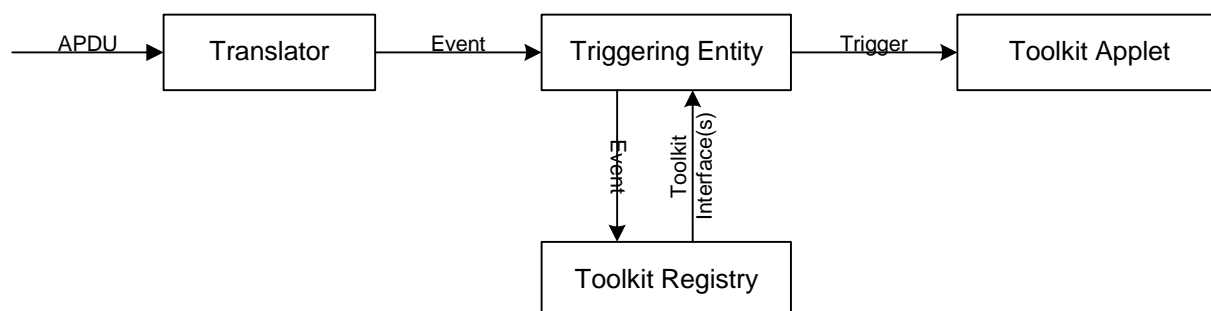 APDU
Translator
Event
Triggering Entity
Trigger
Toolkit Applet
Event
Toolkit
Interface(s)
Toolkit Registry